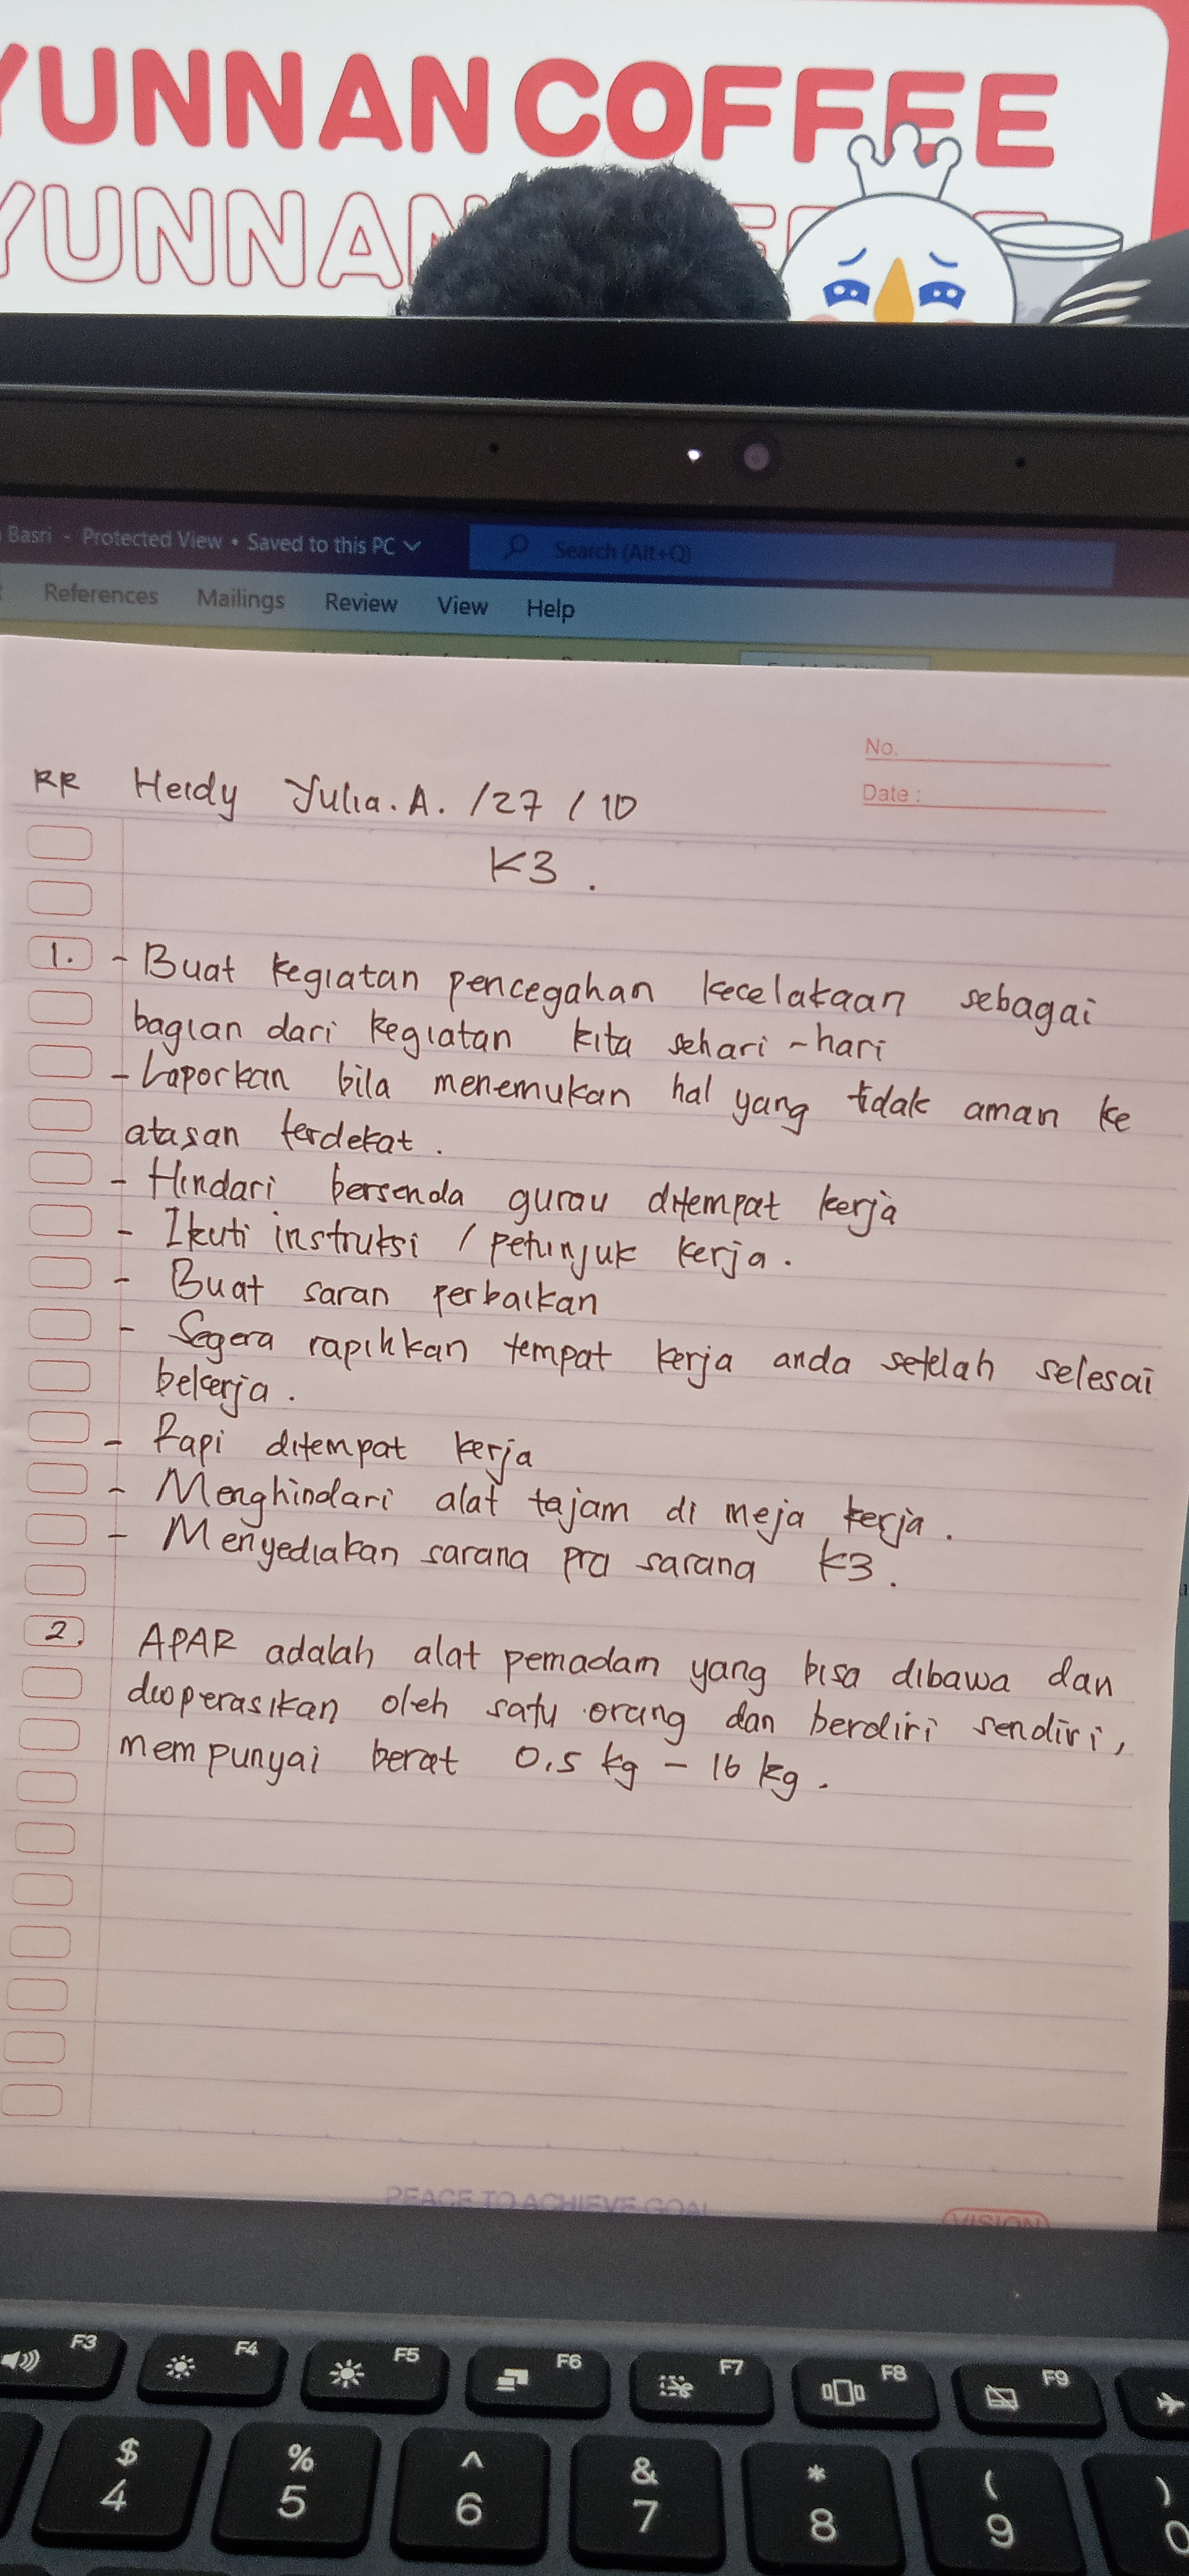 YUNNAN COFFEE
YUNNAN
Basri - Protected View • Saved to this PC
Search (Alt+Q)
References Mailings Review View Help
No.
Date :
RR Heidy Yulia. A. /27 / 10
K3.
1. - Buat kegiatan pencegahan kecelakaan sebagai
bagian dari kegiatan kita sehari-hari
- Laporkan bila menemukan hal yang tidak aman ke
atasan terdekat.
- Hindari bersenda gurau ditempat kerja
- Ikuti instruksi / petunjuk kerja.
- Buat saran perbaikan
- Segera rapihkan tempat kerja anda setelah selesai
bekerja.
- Rapi ditempat kerja
- Menghindari alat tajam di meja kerja.
- Menyediakan sarana pra sarana K3.
2. APAR adalah alat pemadam yang bisa dibawa dan
dioperasikan oleh satu orang dan berdiri sendiri,
mempunyai berat 0,5 kg - 16 kg.
PEACE TO ACHIEVE GOAL
VISION
F3 F4 F5 F6 F7 F8 F9
$ % ^ & * ( )
4 5 6 7 8 9 0